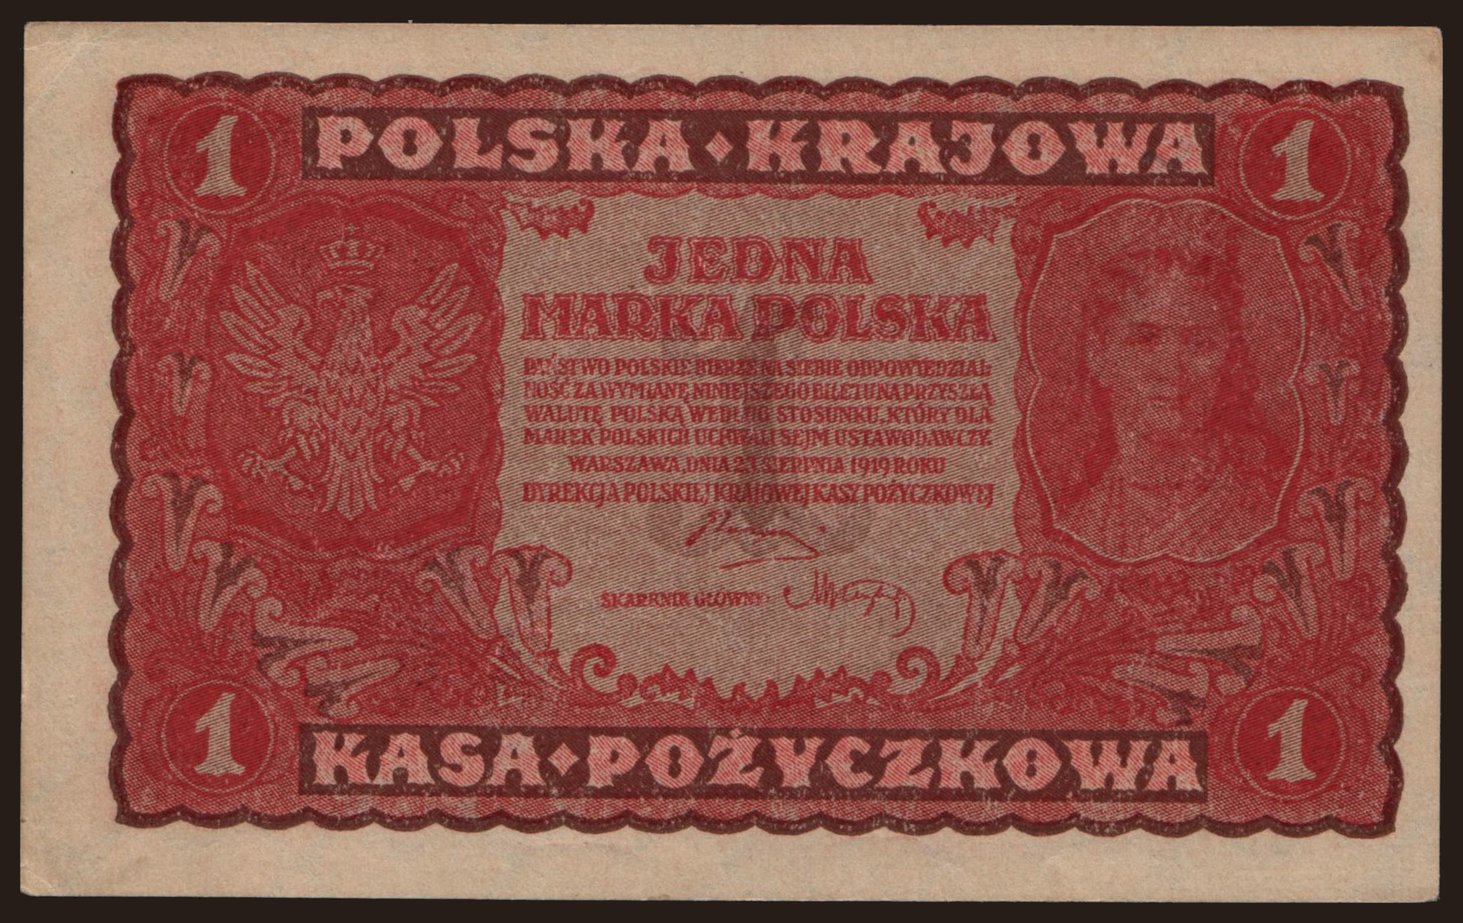 1 POLSKA • KRAJOWA 1
JEDNA
MARKA POLSKA
PAŃSTWO POLSKIE BIERZE NA SIEBIE ODPOWIEDZIAL-
NOŚĆ ZA WYMIANĘ NINIEJSZEGO BILETU NA PRZYSZŁĄ
WALUTĘ POLSKĄ WEDŁUG STOSUNKU, KTÓRY DLA
MAREK POLSKICH UCHWALI SEJM USTAWODAWCZY.
WARSZAWA, DNIA 23 SIERPNIA 1919 ROKU
DYREKCJA POLSKIEJ KRAJOWEJ KASY POŻYCZKOWEJ
SKARBNIK GŁÓWNY:
1 KASA • POŻYCZKOWA 1